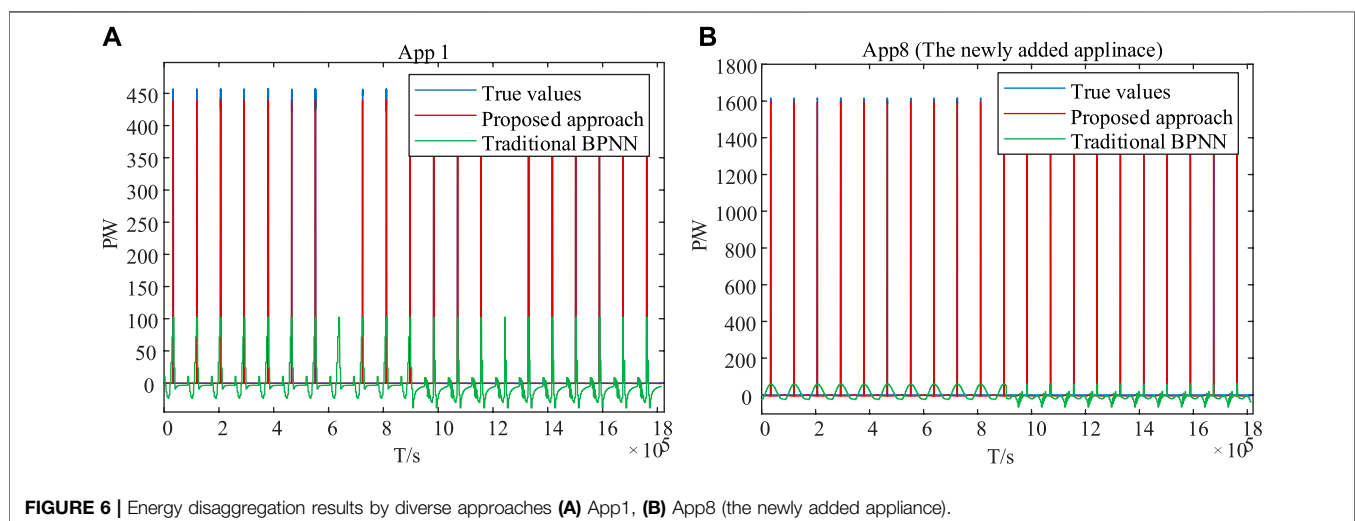 A
App 1
450
400
350
300
250
200
150
100
50
0
P/W
True values
Proposed approach
Traditional BPNN
0 2 4 6 8 10 12 14 16 18
× 10^5
T/s
B
App8 (The newly added applinace)
1800
1600
1400
1200
1000
800
600
400
200
0
P/W
True values
Proposed approach
Traditional BPNN
0 2 4 6 8 10 12 14 16 18
× 10^5
T/s
FIGURE 6 | Energy disaggregation results by diverse approaches (A) App1, (B) App8 (the newly added appliance).